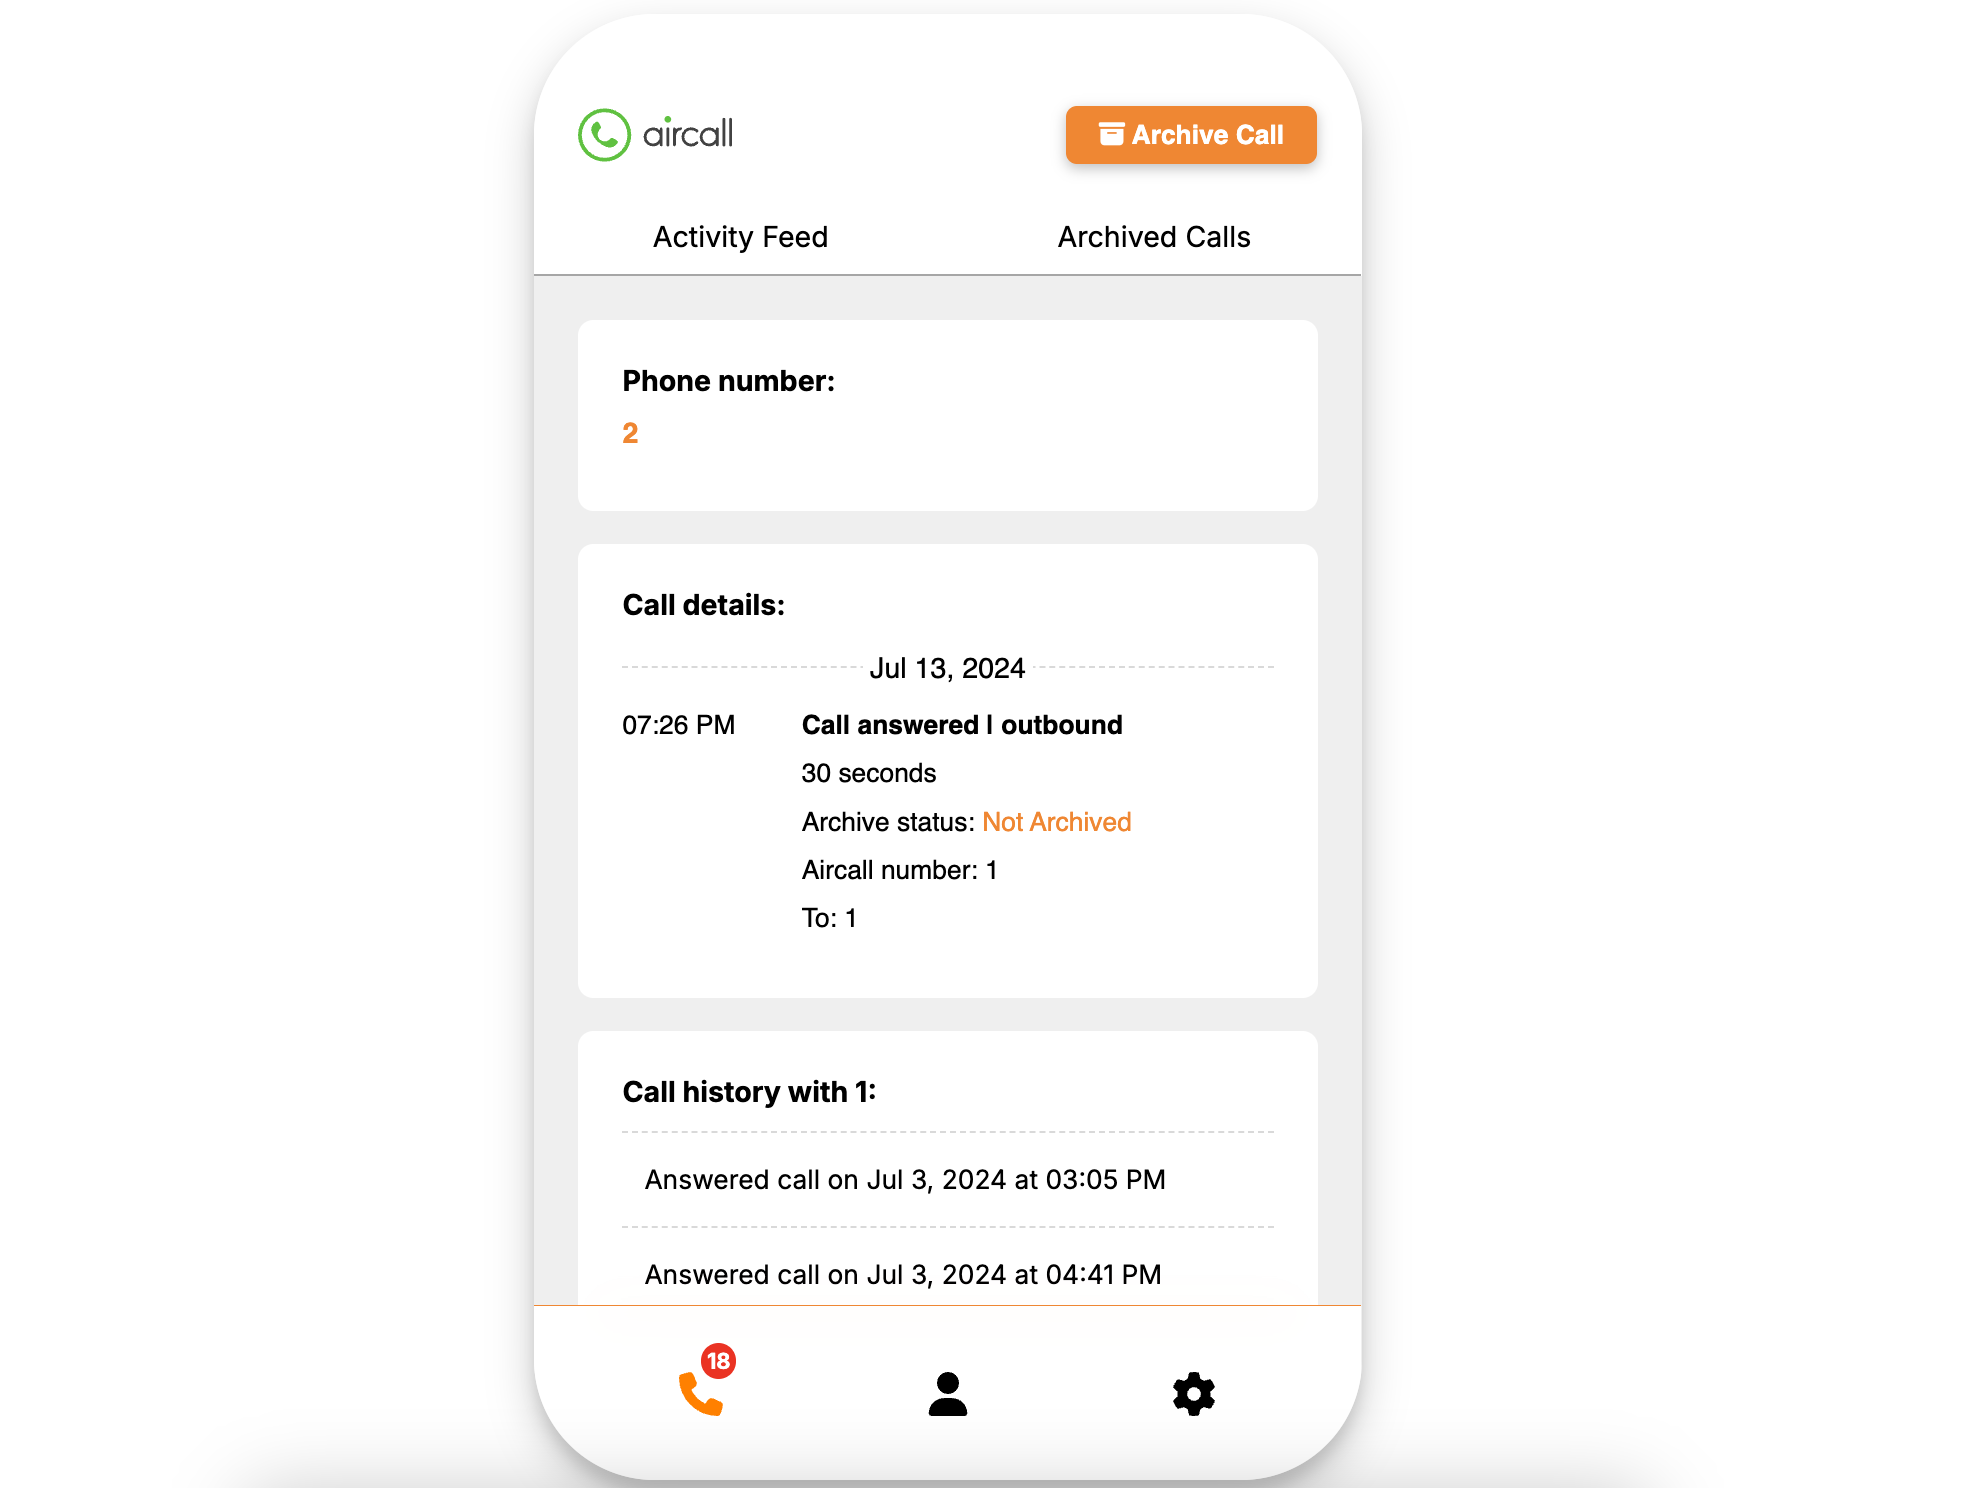 aircall
Archive Call
Activity Feed
Archived Calls
Phone number:
2
Call details:
Jul 13, 2024
07:26 PM
Call answered | outbound
30 seconds
Archive status: Not Archived
Aircall number: 1
To: 1
Call history with 1:
Answered call on Jul 3, 2024 at 03:05 PM
Answered call on Jul 3, 2024 at 04:41 PM
18